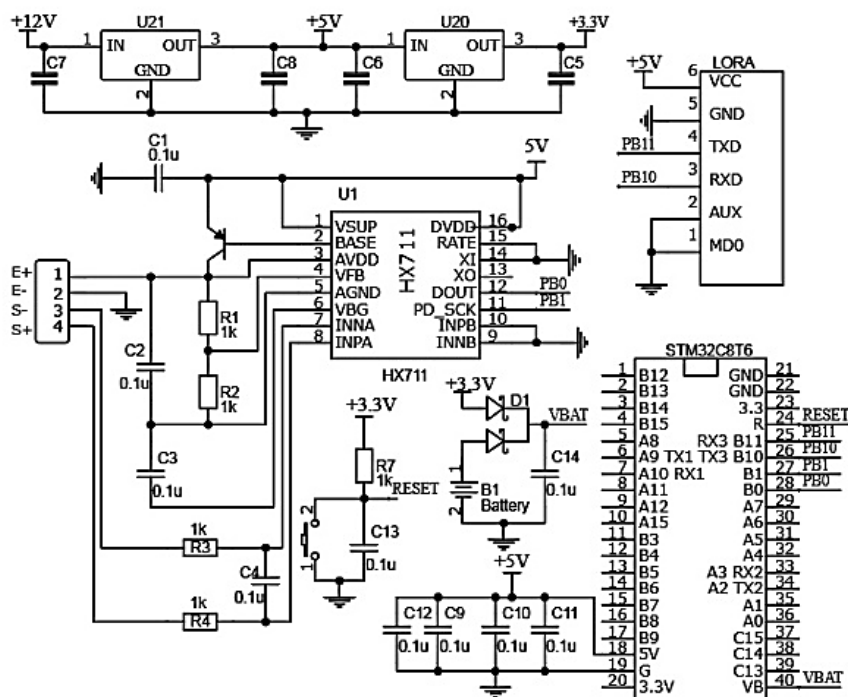 +12V U21 +5V U20 +3.3V
1 IN OUT 3 1 IN OUT 3
C7 GND C8 C6 GND C5
2 2
LORA
+5V 6 VCC
5 GND
PB11 4 TXD
PB10 3 RXD
2 AUX
1 MD0
C1
0.1u
5V
U1
1 VSUP DVDD 16
2 BASE RATE 15
3 AVDD XI 14
4 VFB XO 13
5 AGND DOUT 12 PB0
6 VBG PD_SCK 11 PB1
7 INNA INPB 10
8 INPA INNB 9
HX711
HX711
E+ 1
E- 2
S- 3
S+ 4
R1
1k
C2
0.1u
R2
1k
C3
0.1u
1k
R3
C4
0.1u
1k
R4
+3.3V
R7
1k
RESET
2
1
C13
0.1u
+3.3V D1
VBAT
1
B1
Battery
2
C14
0.1u
+5V
C12 C9 C10 C11
0.1u 0.1u 0.1u 0.1u
STM32C8T6
1 B12 GND 21
2 B13 GND 22
3 B14 3.3 23
4 B15 R 24 RESET
5 A8 RX3 B11 25 PB11
6 A9 TX1 TX3 B10 26 PB10
7 A10 RX1 B1 27 PB1
8 A11 B0 28 PB0
9 A12 A7 29
10 A15 A6 30
11 B3 A5 31
12 B4 A4 32
13 B5 A3 RX2 33
14 B6 A2 TX2 34
15 B7 A1 35
16 B8 A0 36
17 B9 C15 37
18 5V C14 38
19 G C13 39
20 3.3V VB 40 VBAT